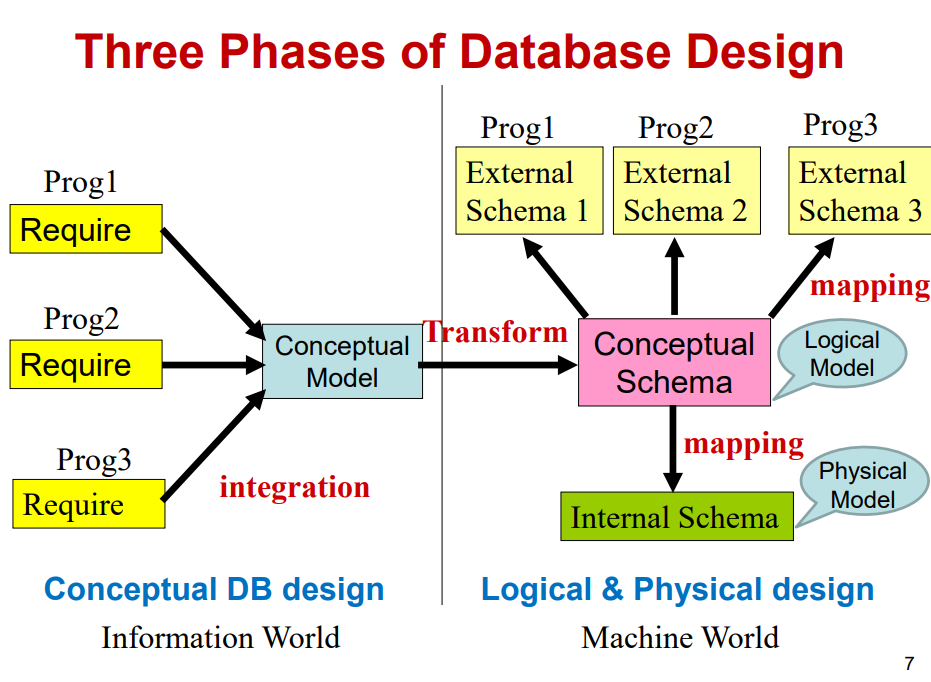 Three Phases of Database Design
Prog1
Require
Prog2
Require
Prog3
Require
integration
Conceptual
Model
Conceptual DB design
Information World
Transform
Prog1
External
Schema 1
Prog2
External
Schema 2
Prog3
External
Schema 3
mapping
Conceptual
Schema
Logical
Model
mapping
Internal Schema
Physical
Model
Logical & Physical design
Machine World
7